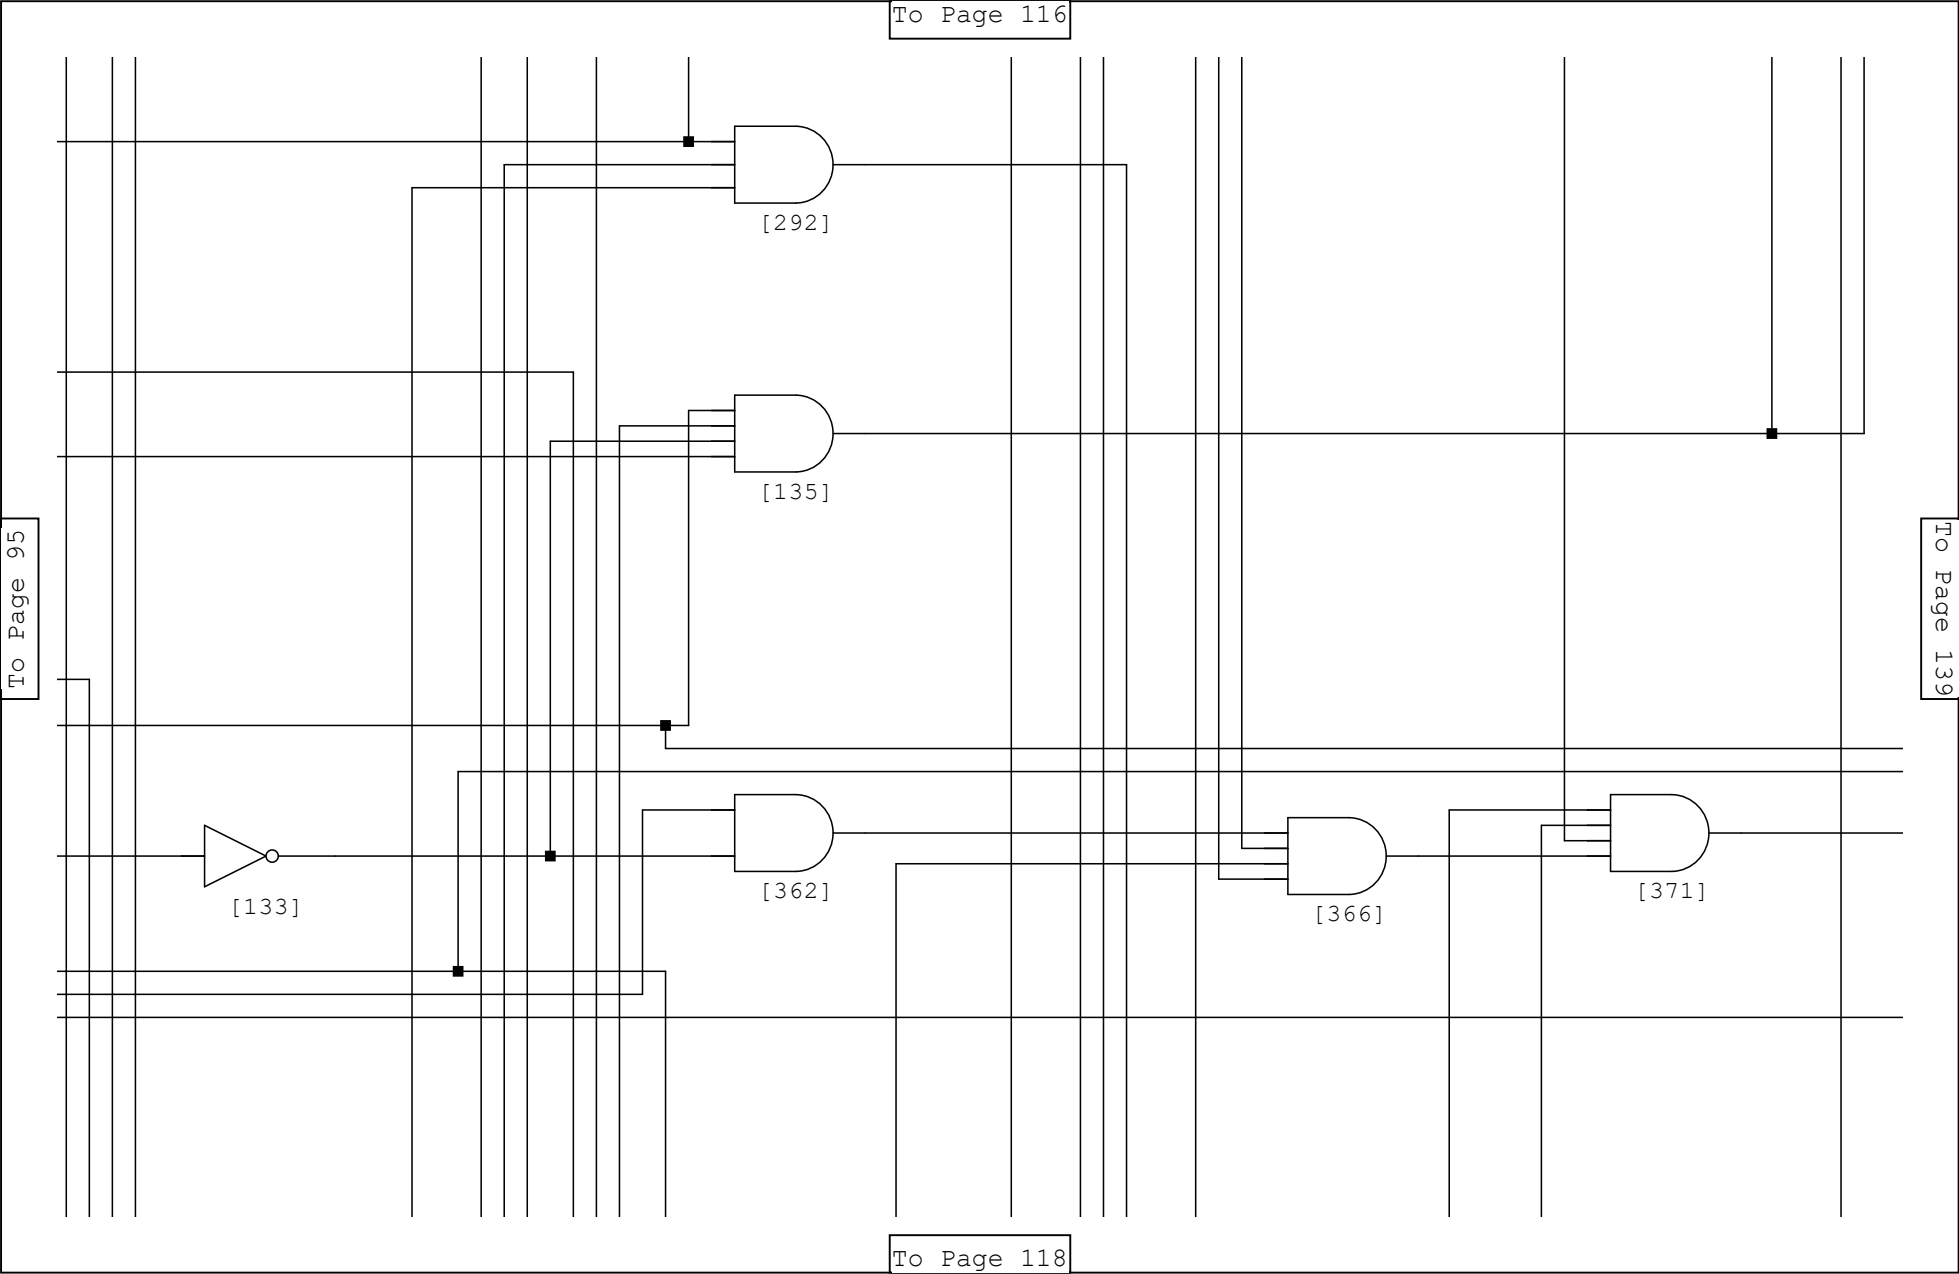 To Page 116
[292]
[135]
To Page 95
To Page 139
[133]
[362]
[366]
[371]
To Page 118